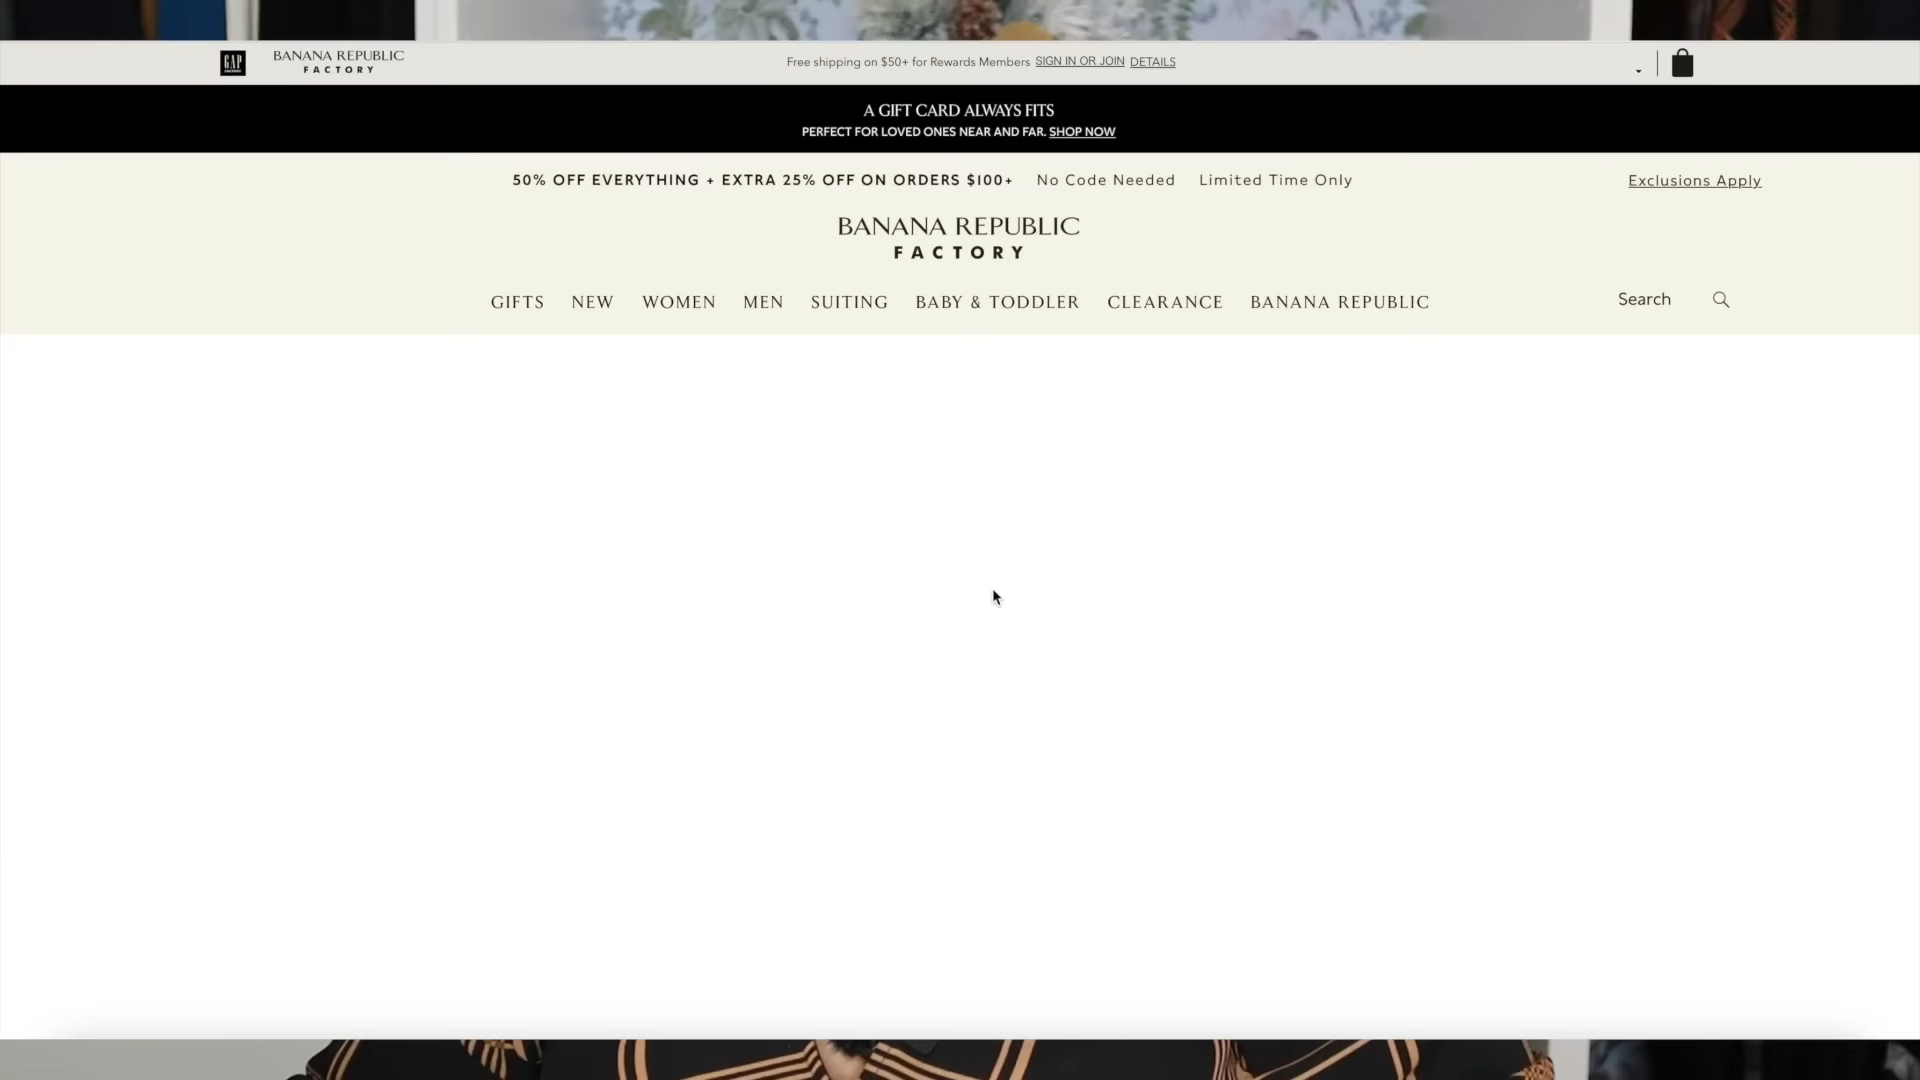 GAP
BANANA REPUBLIC
FACTORY
Free shipping on $50+ for Rewards Members SIGN IN OR JOIN DETAILS
A GIFT CARD ALWAYS FITS
PERFECT FOR LOVED ONES NEAR AND FAR. SHOP NOW
50% OFF EVERYTHING + EXTRA 25% OFF ON ORDERS $100+ No Code Needed Limited Time Only Exclusions Apply
BANANA REPUBLIC
FACTORY
GIFTS NEW WOMEN MEN SUITING BABY & TODDLER CLEARANCE BANANA REPUBLIC Search